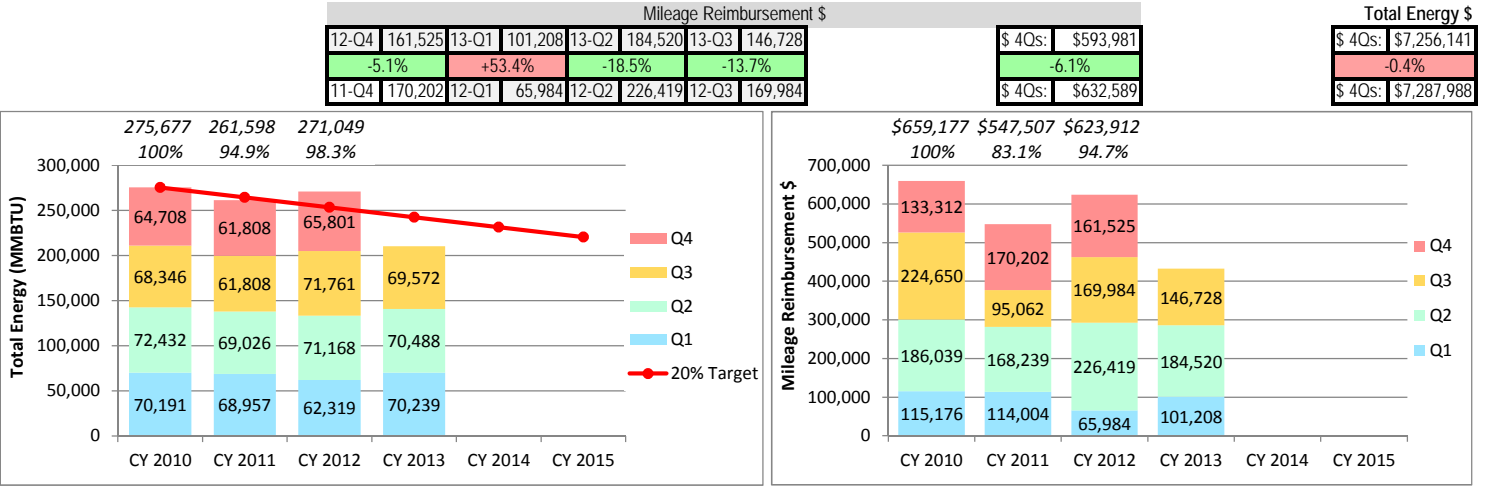 Mileage Reimbursement $ Total Energy $
12-Q4 161,525 13-Q1 101,208 13-Q2 184,520 13-Q3 146,728 $ 4Qs: $593,981 $ 4Qs: $7,256,141
-5.1% +53.4% -18.5% -13.7% -6.1% -0.4%
11-Q4 170,202 12-Q1 65,984 12-Q2 226,419 12-Q3 169,984 $ 4Qs: $632,589 $ 4Qs: $7,287,988
275,677 261,598 271,049
100% 94.9% 98.3%
Total Energy (MMBTU)
300,000
250,000
200,000
150,000
100,000
50,000
0
64,708 61,808 65,801
68,346 61,808 71,761 69,572
72,432 69,026 71,168 70,488
70,191 68,957 62,319 70,239
CY 2010 CY 2011 CY 2012 CY 2013 CY 2014 CY 2015
Q4
Q3
Q2
Q1
20% Target
$659,177 $547,507 $623,912
100% 83.1% 94.7%
Mileage Reimbursement $
700,000
600,000
500,000
400,000
300,000
200,000
100,000
0
133,312 170,202 161,525
224,650 95,062 169,984 146,728
186,039 168,239 226,419 184,520
115,176 114,004 65,984 101,208
CY 2010 CY 2011 CY 2012 CY 2013 CY 2014 CY 2015
Q4
Q3
Q2
Q1